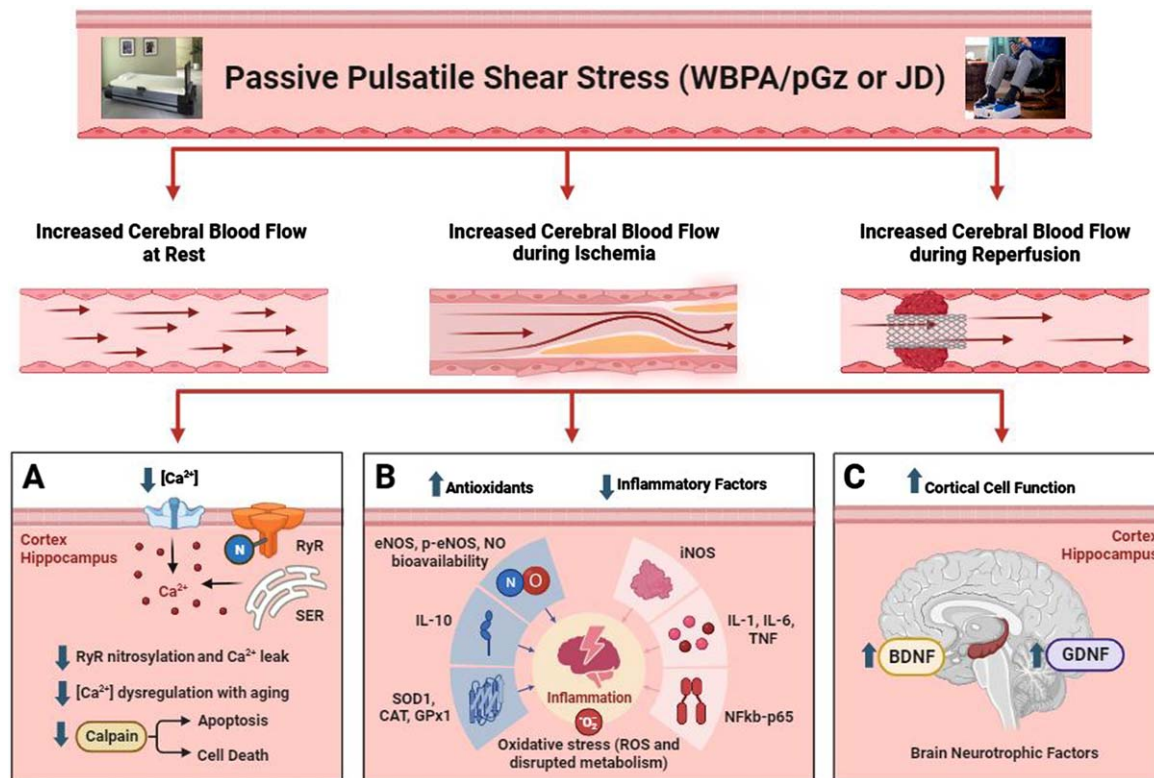 Passive Pulsatile Shear Stress (WBPA/pGz or JD)
Increased Cerebral Blood Flow
at Rest
Increased Cerebral Blood Flow
during Ischemia
Increased Cerebral Blood Flow
during Reperfusion
A
[Ca²⁺]
Cortex
Hippocampus
N
RyR
Ca²⁺
SER
RyR nitrosylation and Ca²⁺ leak
[Ca²⁺] dysregulation with aging
Calpain
Apoptosis
Cell Death
B
Antioxidants
Inflammatory Factors
eNOS, p-eNOS, NO
bioavailability
N O
iNOS
IL-10
IL-1, IL-6,
TNF
SOD1,
CAT, GPx1
Inflammation
NFkb-p65
O₂⁻
Oxidative stress (ROS and
disrupted metabolism)
C
Cortical Cell Function
Cortex
Hippocampus
BDNF
GDNF
Brain Neurotrophic Factors